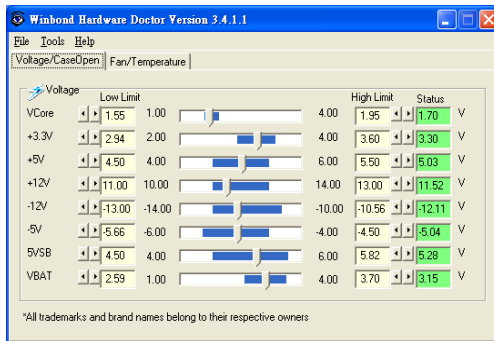 Winbond Hardware Doctor Version 3.4.1.1
File Tools Help
Voltage/CaseOpen Fan/Temperature
Voltage
Low Limit High Limit Status
VCore 1.55 1.00 4.00 1.95 1.70 V
+3.3V 2.94 2.00 4.00 3.60 3.30 V
+5V 4.50 4.00 6.00 5.50 5.03 V
+12V 11.00 10.00 14.00 13.00 11.52 V
-12V -13.00 -14.00 -10.00 -10.56 -12.11 V
-5V -5.66 -6.00 -4.00 -4.50 -5.04 V
5VSB 4.50 4.00 6.00 5.82 5.28 V
VBAT 2.59 1.00 4.00 3.70 3.15 V
*All trademarks and brand names belong to their respective owners